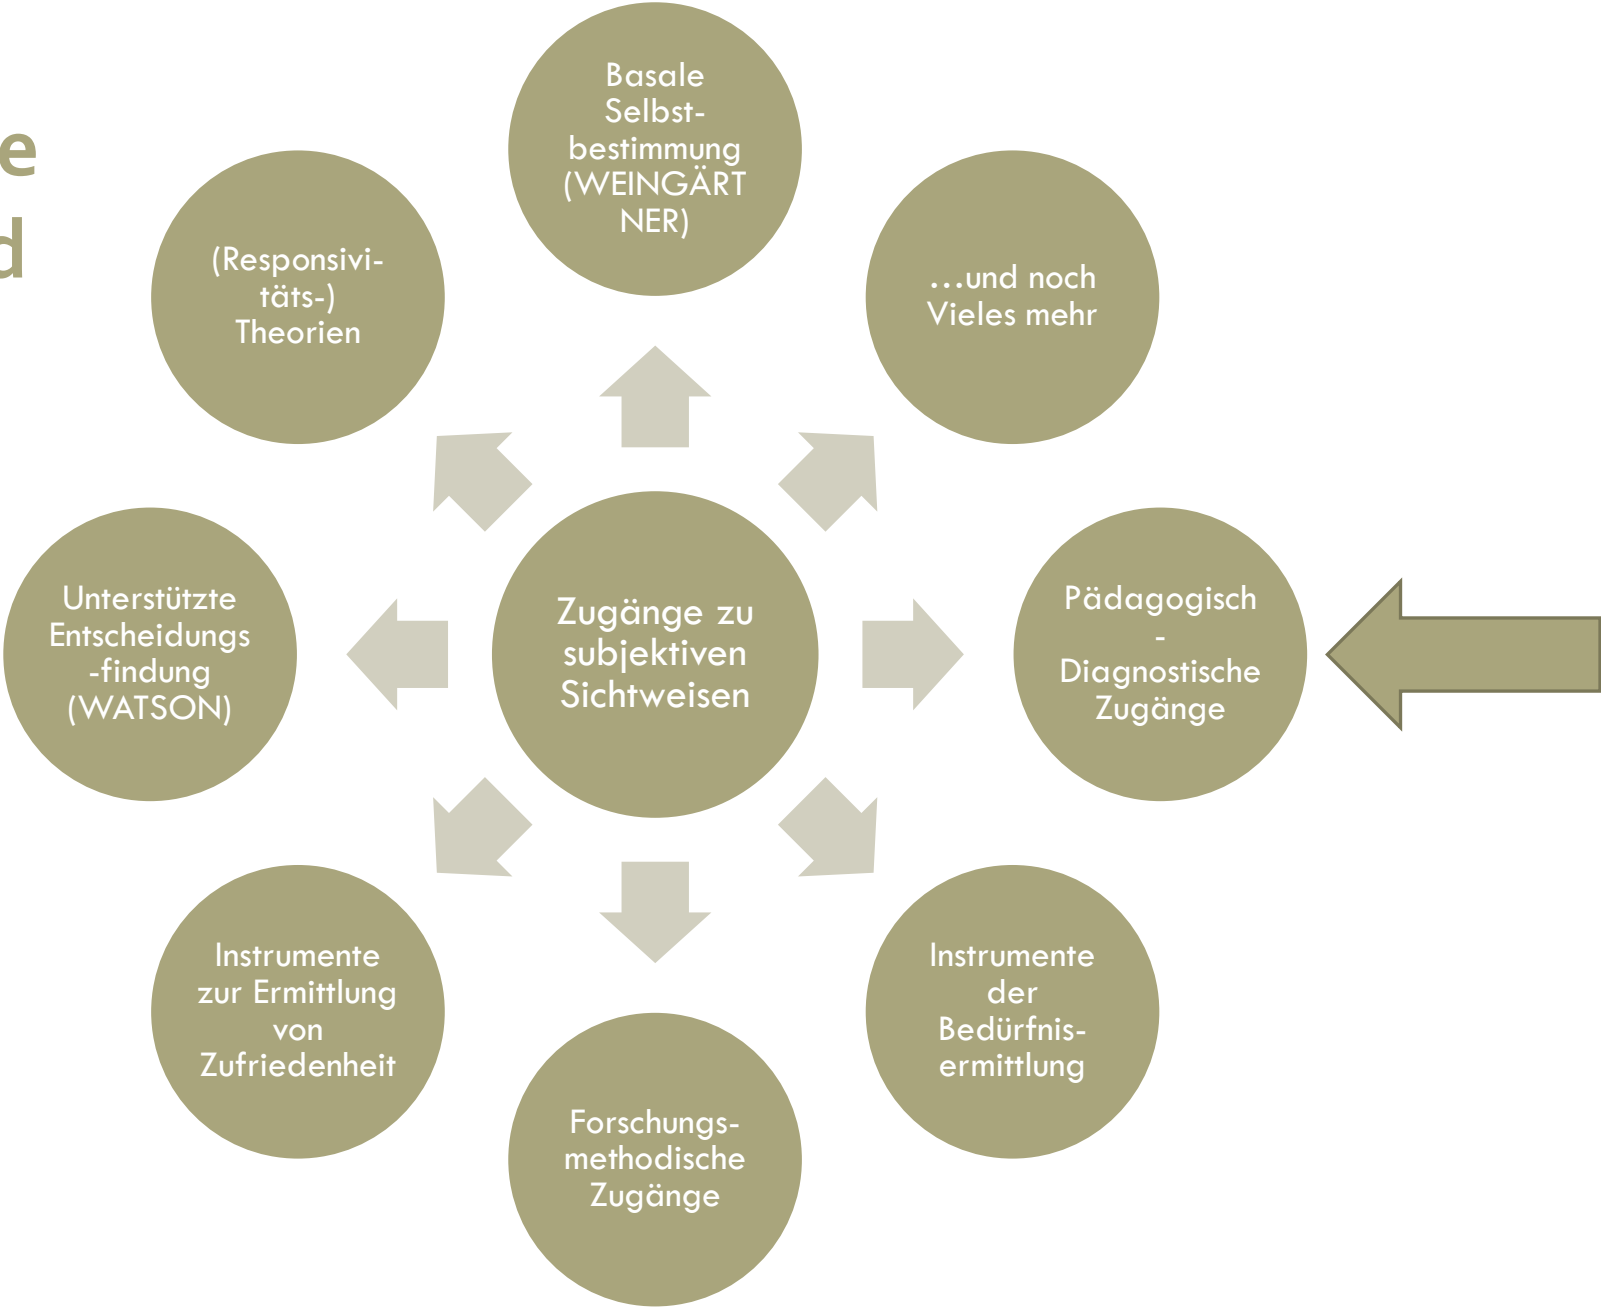 e
d
Basale
Selbst-
bestimmung
(WEINGÄRT
NER)
…und noch
Vieles mehr
Pädagogisch
-
Diagnostische
Zugänge
Instrumente
der
Bedürfnis-
ermittlung
Forschungs-
methodische
Zugänge
Instrumente
zur Ermittlung
von
Zufriedenheit
Unterstützte
Entscheidungs
-findung
(WATSON)
(Responsivi-
täts-)
Theorien
Zugänge zu
subjektiven
Sichtweisen